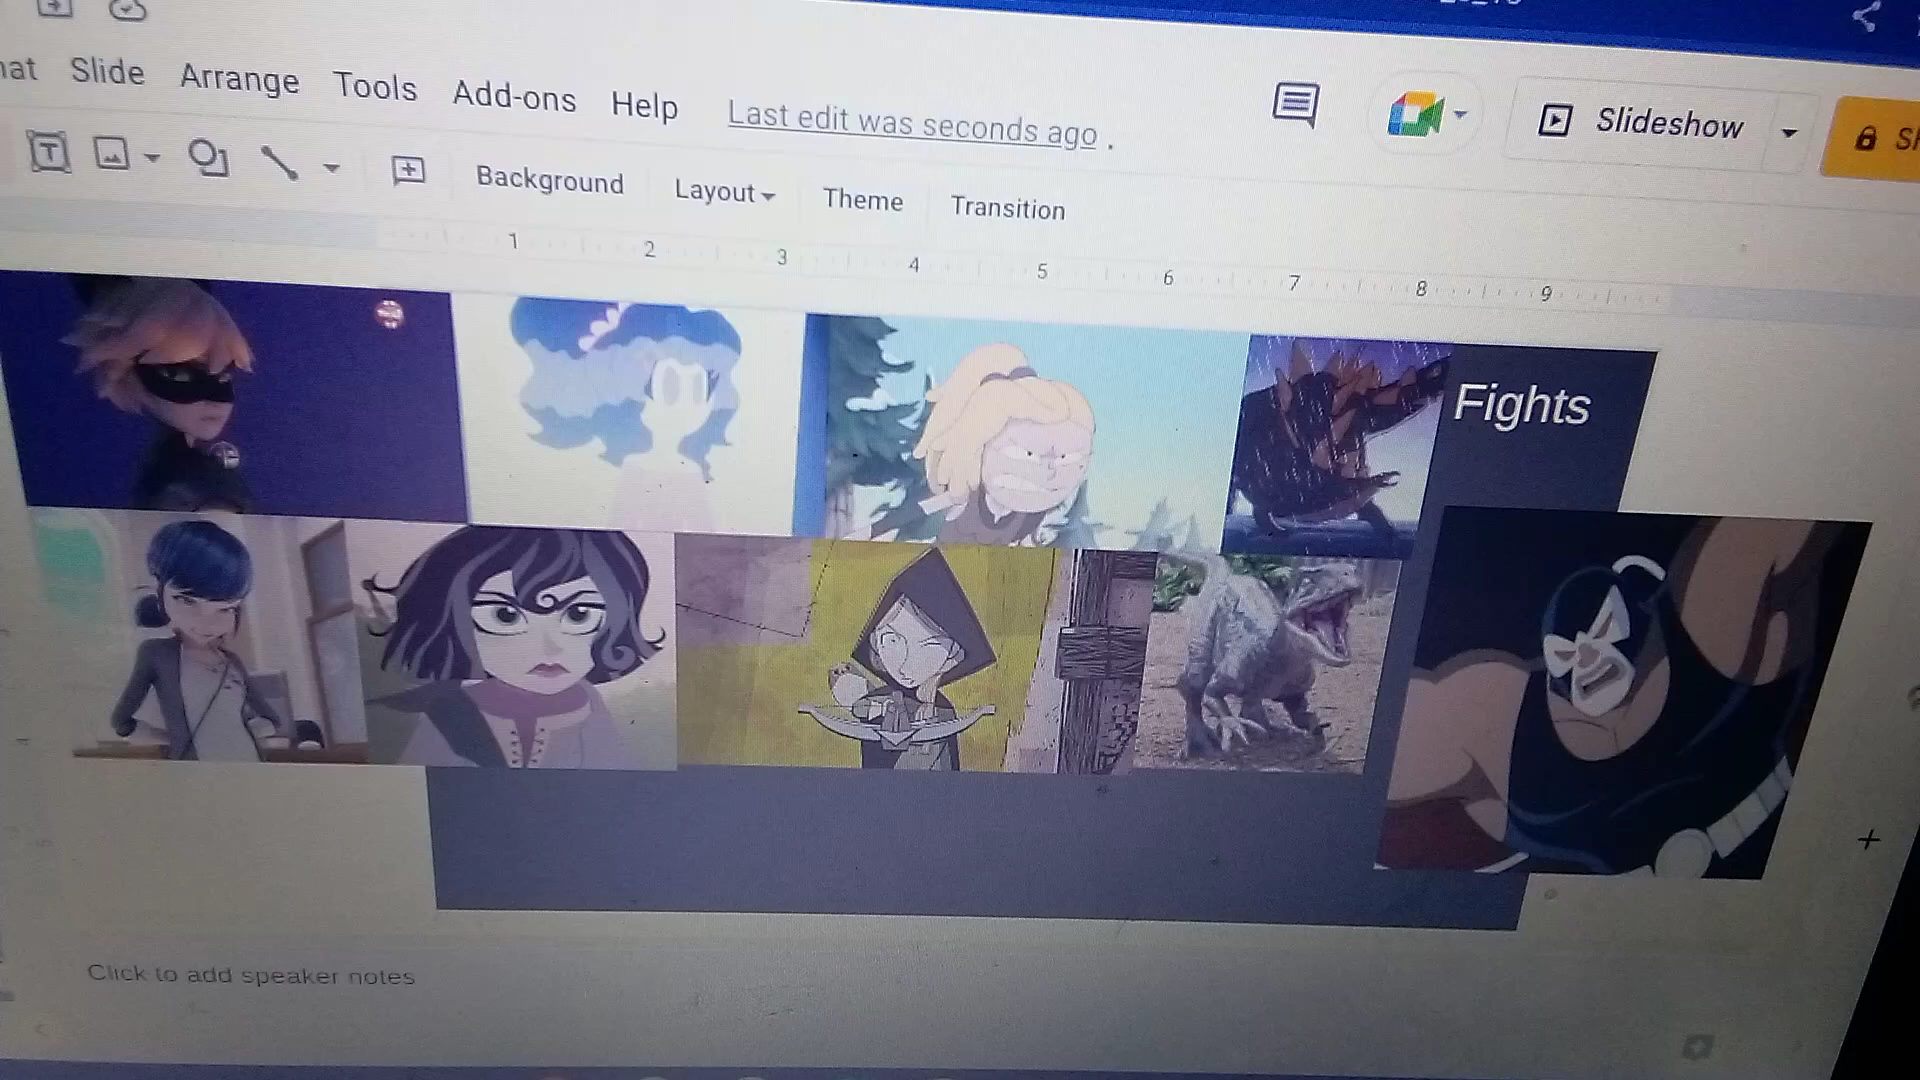 Slide Arrange Tools Add-ons Help Last edit was seconds ago .
Slideshow
Background Layout Theme Transition
1 2 3 4 5 6 7 8 9
Fights
Click to add speaker notes